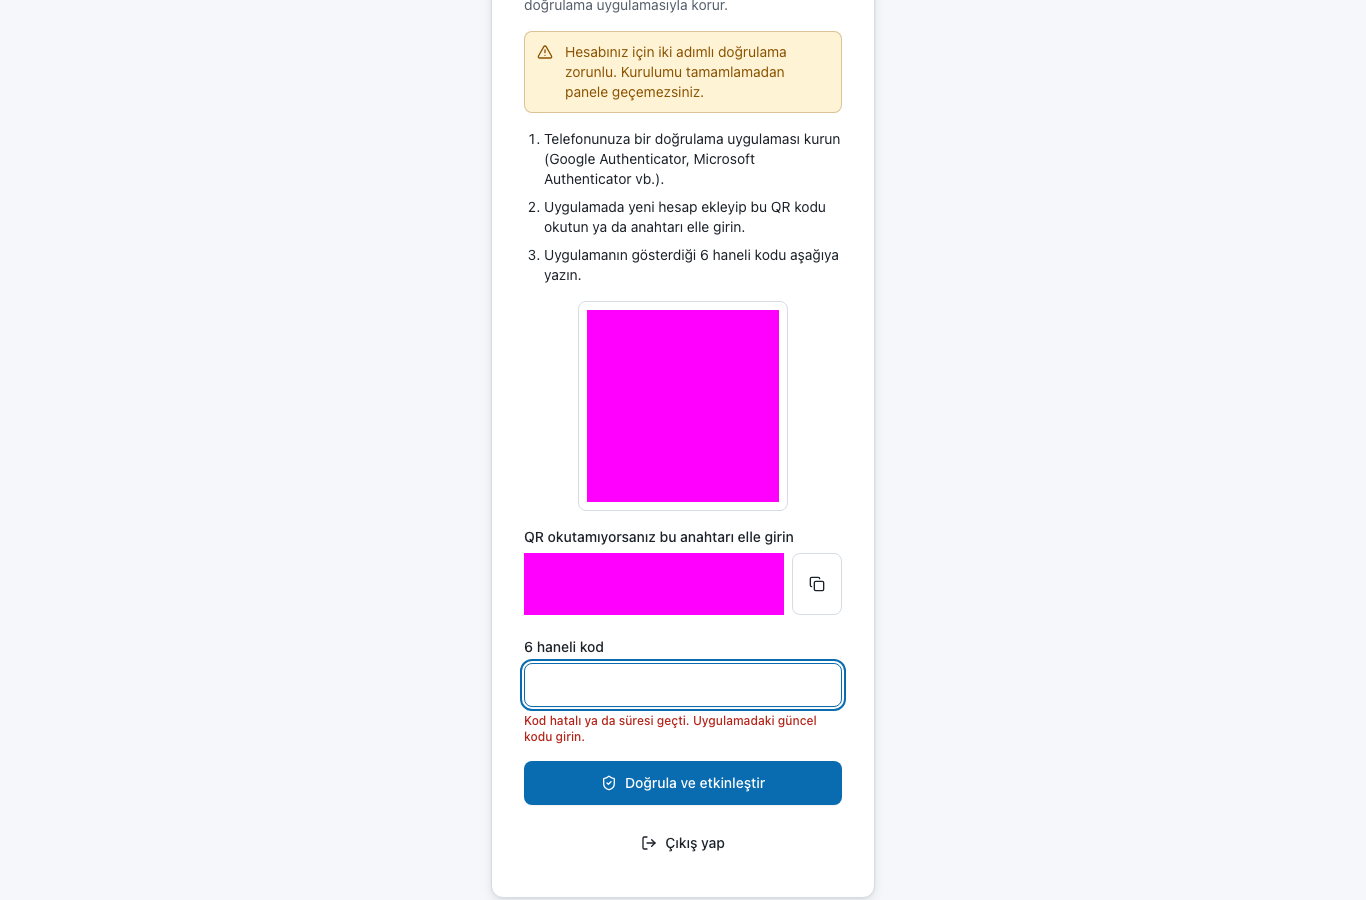 doğrulama uygulamasıyla korur.
Hesabınız için iki adımlı doğrulama
zorunlu. Kurulumu tamamlamadan
panele geçemezsiniz.
1. Telefonunuza bir doğrulama uygulaması kurun
(Google Authenticator, Microsoft
Authenticator vb.).
2. Uygulamada yeni hesap ekleyip bu QR kodu
okutun ya da anahtarı elle girin.
3. Uygulamanın gösterdiği 6 haneli kodu aşağıya
yazın.
QR okutamıyorsanız bu anahtarı elle girin
6 haneli kod
Kod hatalı ya da süresi geçti. Uygulamadaki güncel
kodu girin.
Doğrula ve etkinleştir
Çıkış yap